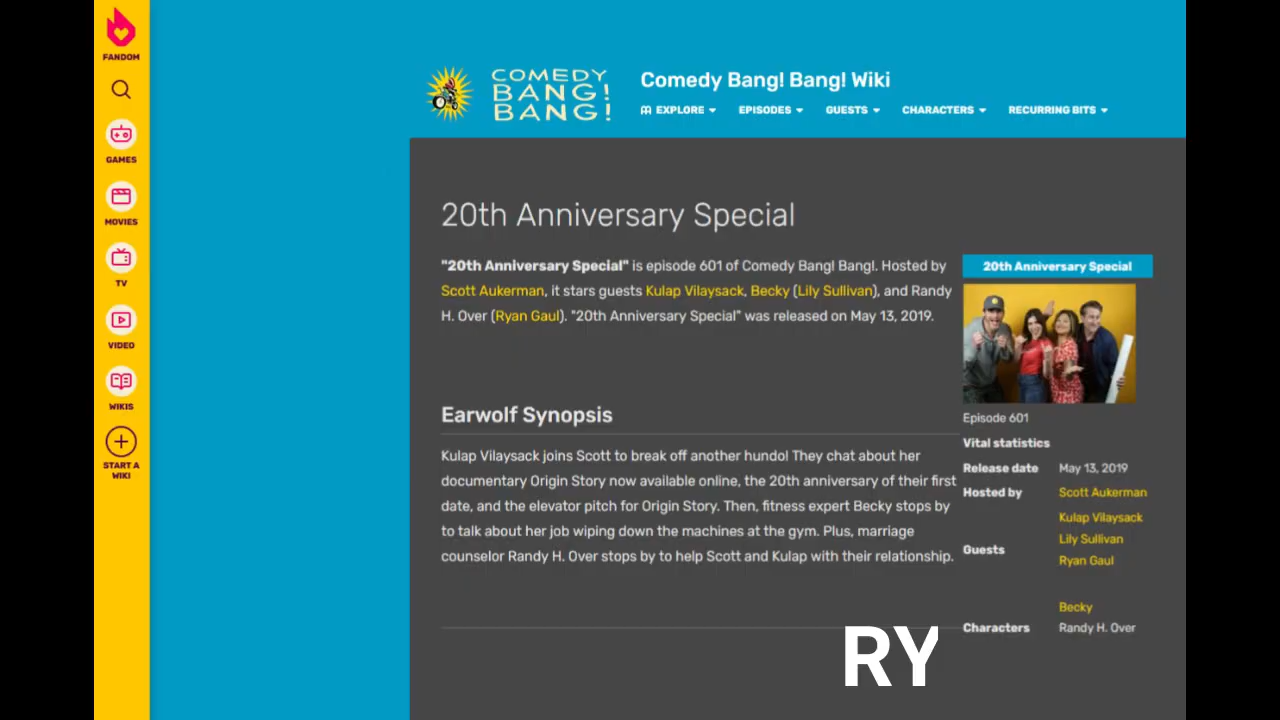 FANDOM
GAMES
MOVIES
TV
VIDEO
WIKIS
START A
WIKI
COMEDY
BANG!
BANG!
Comedy Bang! Bang! Wiki
EXPLORE
EPISODES
GUESTS
CHARACTERS
RECURRING BITS
20th Anniversary Special
"20th Anniversary Special" is episode 601 of Comedy Bang! Bang!. Hosted by
Scott Aukerman, it stars guests Kulap Vilaysack, Becky (Lily Sullivan), and Randy
H. Over (Ryan Gaul). "20th Anniversary Special" was released on May 13, 2019.
Earwolf Synopsis
Kulap Vilaysack joins Scott to break off another hundo! They chat about her
documentary Origin Story now available online, the 20th anniversary of their first
date, and the elevator pitch for Origin Story. Then, fitness expert Becky stops by
to talk about her job wiping down the machines at the gym. Plus, marriage
counselor Randy H. Over stops by to help Scott and Kulap with their relationship.
20th Anniversary Special
Episode 601
Vital statistics
Release date May 13, 2019
Hosted by Scott Aukerman
Guests
Kulap Vilaysack
Lily Sullivan
Ryan Gaul
Characters
Becky
Randy H. Over
RY